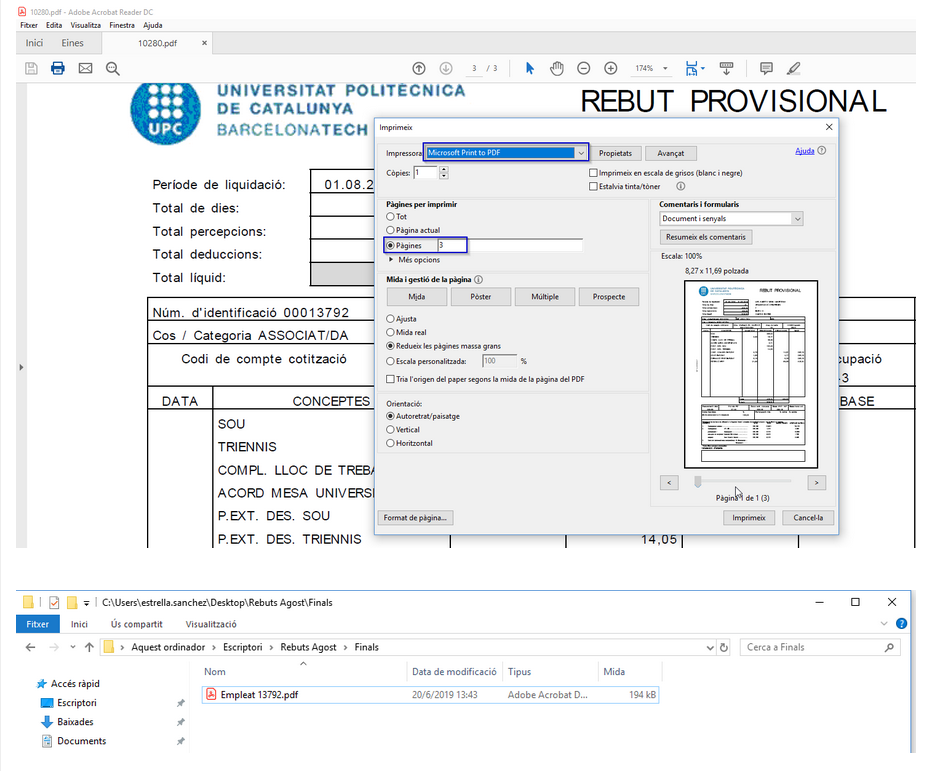 10280.pdf - Adobe Acrobat Reader DC
Fitxer Edita Visualitza Finestra Ajuda
Inici Eines 10280.pdf ×
3 / 3 174%
UNIVERSITAT POLITÈCNICA
DE CATALUNYA
BARCELONATECH
UPC
REBUT PROVISIONAL
Període de liquidació: 01.08.2
Total de dies:
Total percepcions:
Total deduccions:
Total líquid:
Núm. d'identificació 00013792
Cos / Categoria ASSOCIAT/DA
Codi de compte cotització
cupació
-3
DATA CONCEPTES BASE
SOU
TRIENNIS
COMPL. LLOC DE TREBA
ACORD MESA UNIVERSI
P.EXT. DES. SOU
P.EXT. DES. TRIENNIS 14,05
Imprimeix
Impressora: Microsoft Print to PDF Propietats Avançat Ajuda
Còpies: 1
Imprimeix en escala de grisos (blanc i negre)
Estalvia tinta/tòner
Pàgines per imprimir
Tot
Pàgina actual
Pàgines 3
Més opcions
Mida i gestió de la pàgina
Mida Pòster Múltiple Prospecte
Ajusta
Mida real
Redueix les pàgines massa grans
Escala personalitzada: 100 %
Tria l'origen del paper segons la mida de la pàgina del PDF
Orientació:
Autoretrat/paisatge
Vertical
Horitzontal
Comentaris i formularis
Document i senyals
Resumeix els comentaris
Escala: 100%
8,27 x 11,69 polzada
REBUT PROVISIONAL
< >
Pàgina 1 de 1 (3)
Format de pàgina... Imprimeix Cancel·la
C:\Users\estrella.sanchez\Desktop\Rebuts Agost\Finals
Fitxer Inici Ús compartit Visualització
Aquest ordinador > Escriptori > Rebuts Agost > Finals Cerca a Finals
Nom Data de modificació Tipus Mida
Accés ràpid
Empleat 13792.pdf 20/6/2019 13:43 Adobe Acrobat D... 194 kB
Escriptori
Baixades
Documents